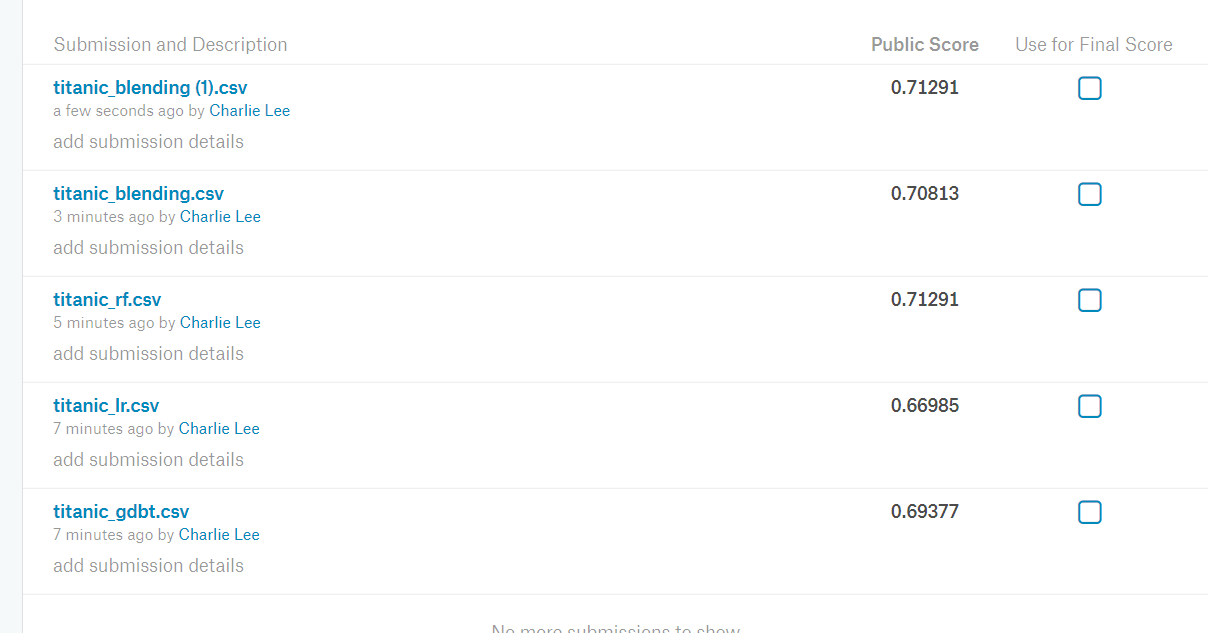 Submission and Description Public Score Use for Final Score
titanic_blending (1).csv 0.71291
a few seconds ago by Charlie Lee
add submission details
titanic_blending.csv 0.70813
3 minutes ago by Charlie Lee
add submission details
titanic_rf.csv 0.71291
5 minutes ago by Charlie Lee
add submission details
titanic_lr.csv 0.66985
7 minutes ago by Charlie Lee
add submission details
titanic_gdbt.csv 0.69377
7 minutes ago by Charlie Lee
add submission details
No more submissions to show